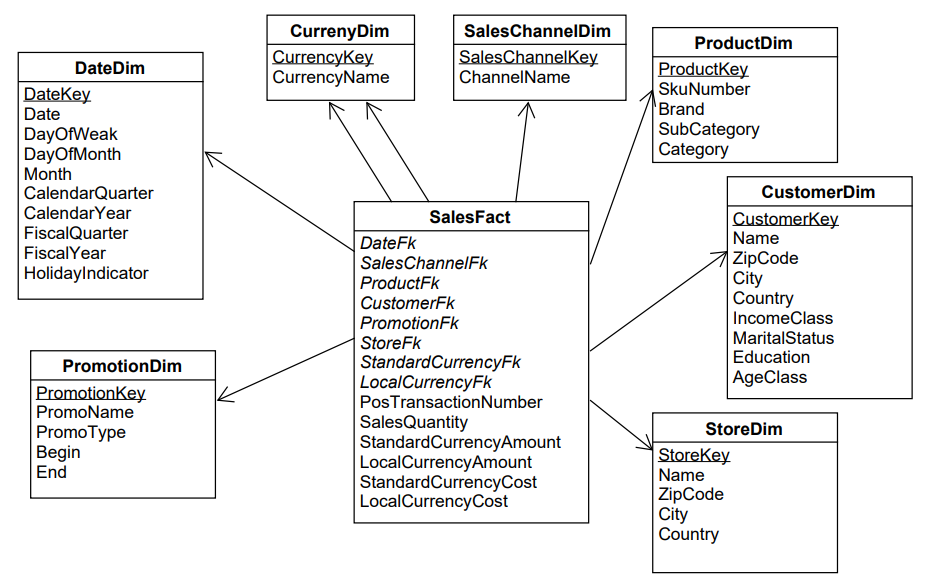 CurrenyDim
CurrencyKey
CurrencyName
SalesChannelDim
SalesChannelKey
ChannelName
ProductDim
ProductKey
SkuNumber
Brand
SubCategory
Category
DateDim
DateKey
Date
DayOfWeak
DayOfMonth
Month
CalendarQuarter
CalendarYear
FiscalQuarter
FiscalYear
HolidayIndicator
CustomerDim
CustomerKey
Name
ZipCode
City
Country
IncomeClass
MaritalStatus
Education
AgeClass
SalesFact
DateFk
SalesChannelFk
ProductFk
CustomerFk
PromotionFk
StoreFk
StandardCurrencyFk
LocalCurrencyFk
PosTransactionNumber
SalesQuantity
StandardCurrencyAmount
LocalCurrencyAmount
StandardCurrencyCost
LocalCurrencyCost
PromotionDim
PromotionKey
PromoName
PromoType
Begin
End
StoreDim
StoreKey
Name
ZipCode
City
Country